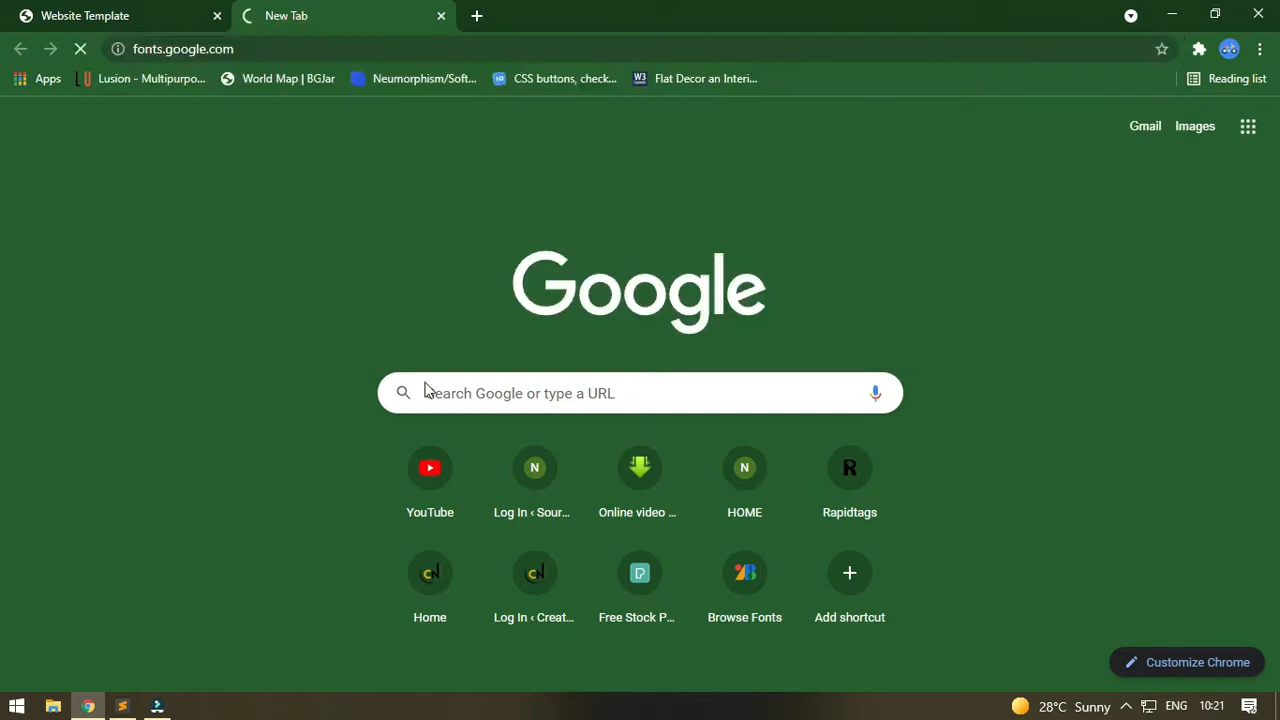 Website Template
New Tab
fonts.google.com
Apps
Lusion - Multipurpo...
World Map | BGJar
Neumorphism/Soft...
CSS buttons, check...
Flat Decor an Interi...
Reading list
Gmail
Images
Google
Search Google or type a URL
YouTube
N
Log In ‹ Sour...
Online video ...
N
HOME
R
Rapidtags
Home
Log In ‹ Creat...
Free Stock P...
Browse Fonts
Add shortcut
Customize Chrome
28°C Sunny
ENG
10:21